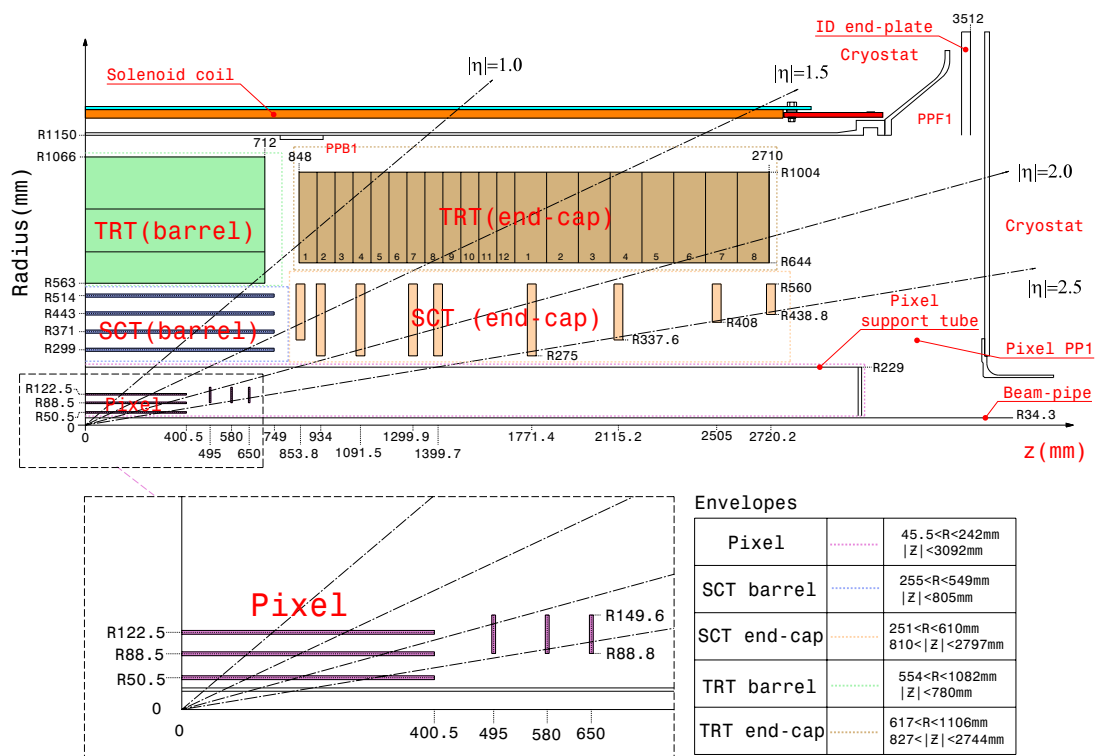 3512
ID end-plate
Cryostat
|η|=1.0
|η|=1.5
Solenoid coil
PPF1
R1150
712
PPB1
R1066
848
2710
R1004
|η|=2.0
TRT(end-cap)
TRT(barrel)
Cryostat
Radius(mm)
1 2 3 4 5 6 7 8 9 10 11 12 1 2 3 4 5 6 7 8
R644
R563
R560
|η|=2.5
R514
R443
R438.8
Pixel
support tube
SCT(barrel)
SCT (end-cap)
R408
R371
R337.6
R299
R275
Pixel PP1
R229
R122.5
R88.5
Pixel
Beam-pipe
R50.5
R34.3
0
0
400.5
749
934
1299.9
1771.4
2115.2
2505
2720.2
495
580
650
853.8
1091.5
1399.7
z(mm)
Pixel
R122.5
R88.5
R50.5
0
R149.6
R88.8
0
400.5
495
580
650
Envelopes
Pixel
45.5<R<242mm
|Z|<3092mm
SCT barrel
255<R<549mm
|Z|<805mm
SCT end-cap
251<R<610mm
810<|Z|<2797mm
TRT barrel
554<R<1082mm
|Z|<780mm
TRT end-cap
617<R<1106mm
827<|Z|<2744mm